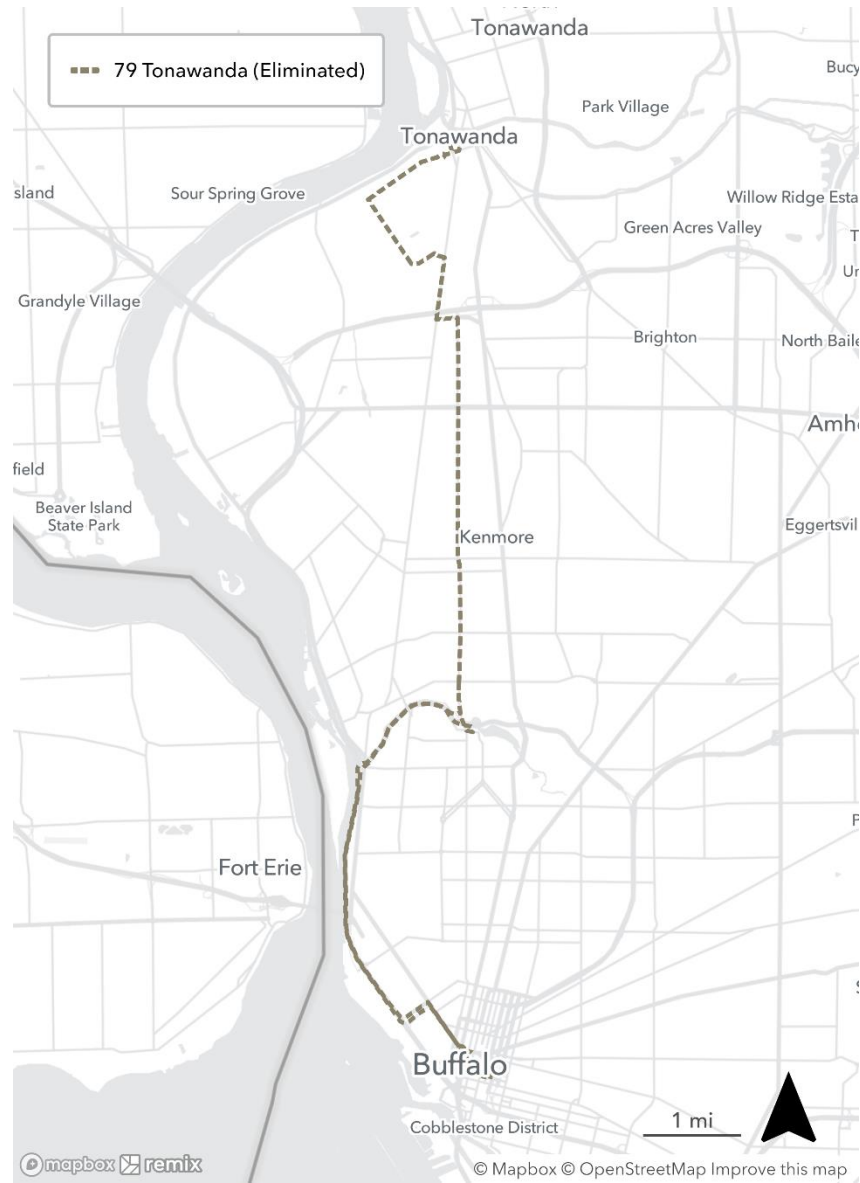 Tonawanda
79 Tonawanda (Eliminated)
Bucy
Park Village
Tonawanda
sland
Sour Spring Grove
Willow Ridge Esta
Green Acres Valley
T
Ur
Grandyle Village
Brighton
North Baile
Amhe
field
Beaver Island
State Park
Eggertsvil
Kenmore
P
Fort Erie
S
Buffalo
1 mi
Cobblestone District
mapbox remix
© Mapbox © OpenStreetMap Improve this map